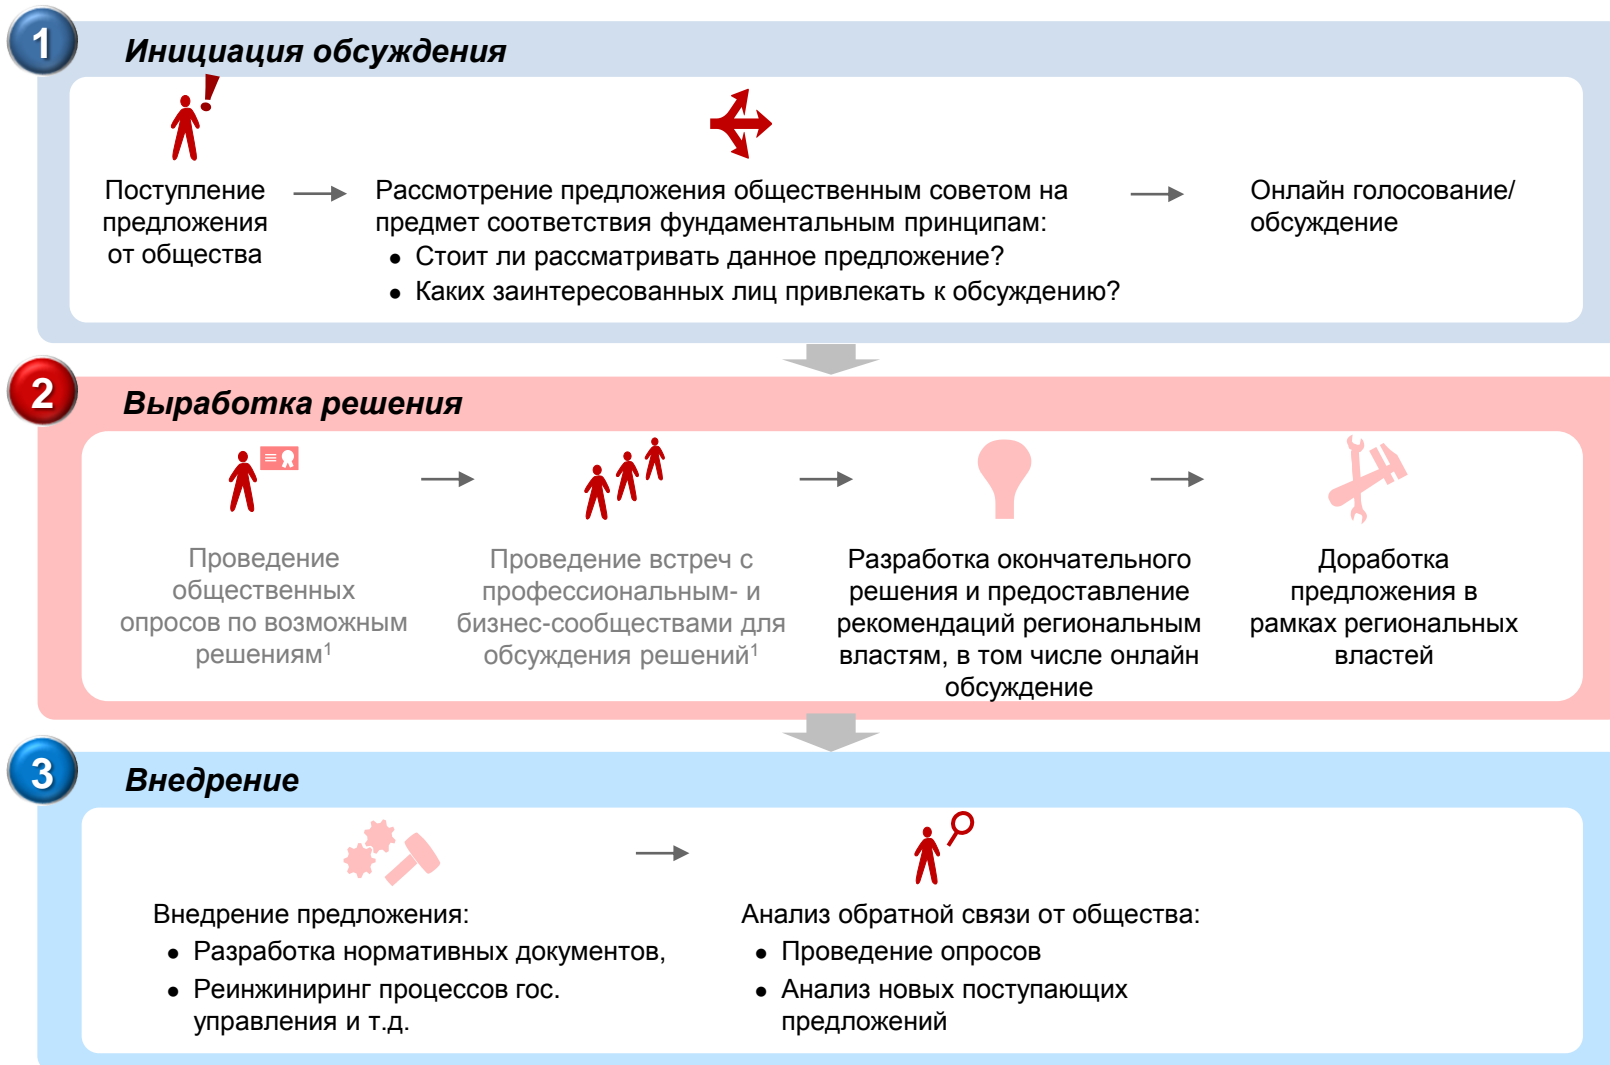 1
Инициация обсуждения
Поступление
предложения
от общества
Рассмотрение предложения общественным советом на
предмет соответствия фундаментальным принципам:
● Стоит ли рассматривать данное предложение?
● Каких заинтересованных лиц привлекать к обсуждению?
Онлайн голосование/
обсуждение
2
Выработка решения
Проведение
общественных
опросов по возможным
решениям¹
Проведение встреч с
профессиональным- и
бизнес-сообществами для
обсуждения решений¹
Разработка окончательного
решения и предоставление
рекомендаций региональным
властям, в том числе онлайн
обсуждение
Доработка
предложения в
рамках региональных
властей
3
Внедрение
Внедрение предложения:
● Разработка нормативных документов,
● Реинжиниринг процессов гос.
управления и т.д.
Анализ обратной связи от общества:
● Проведение опросов
● Анализ новых поступающих
предложений